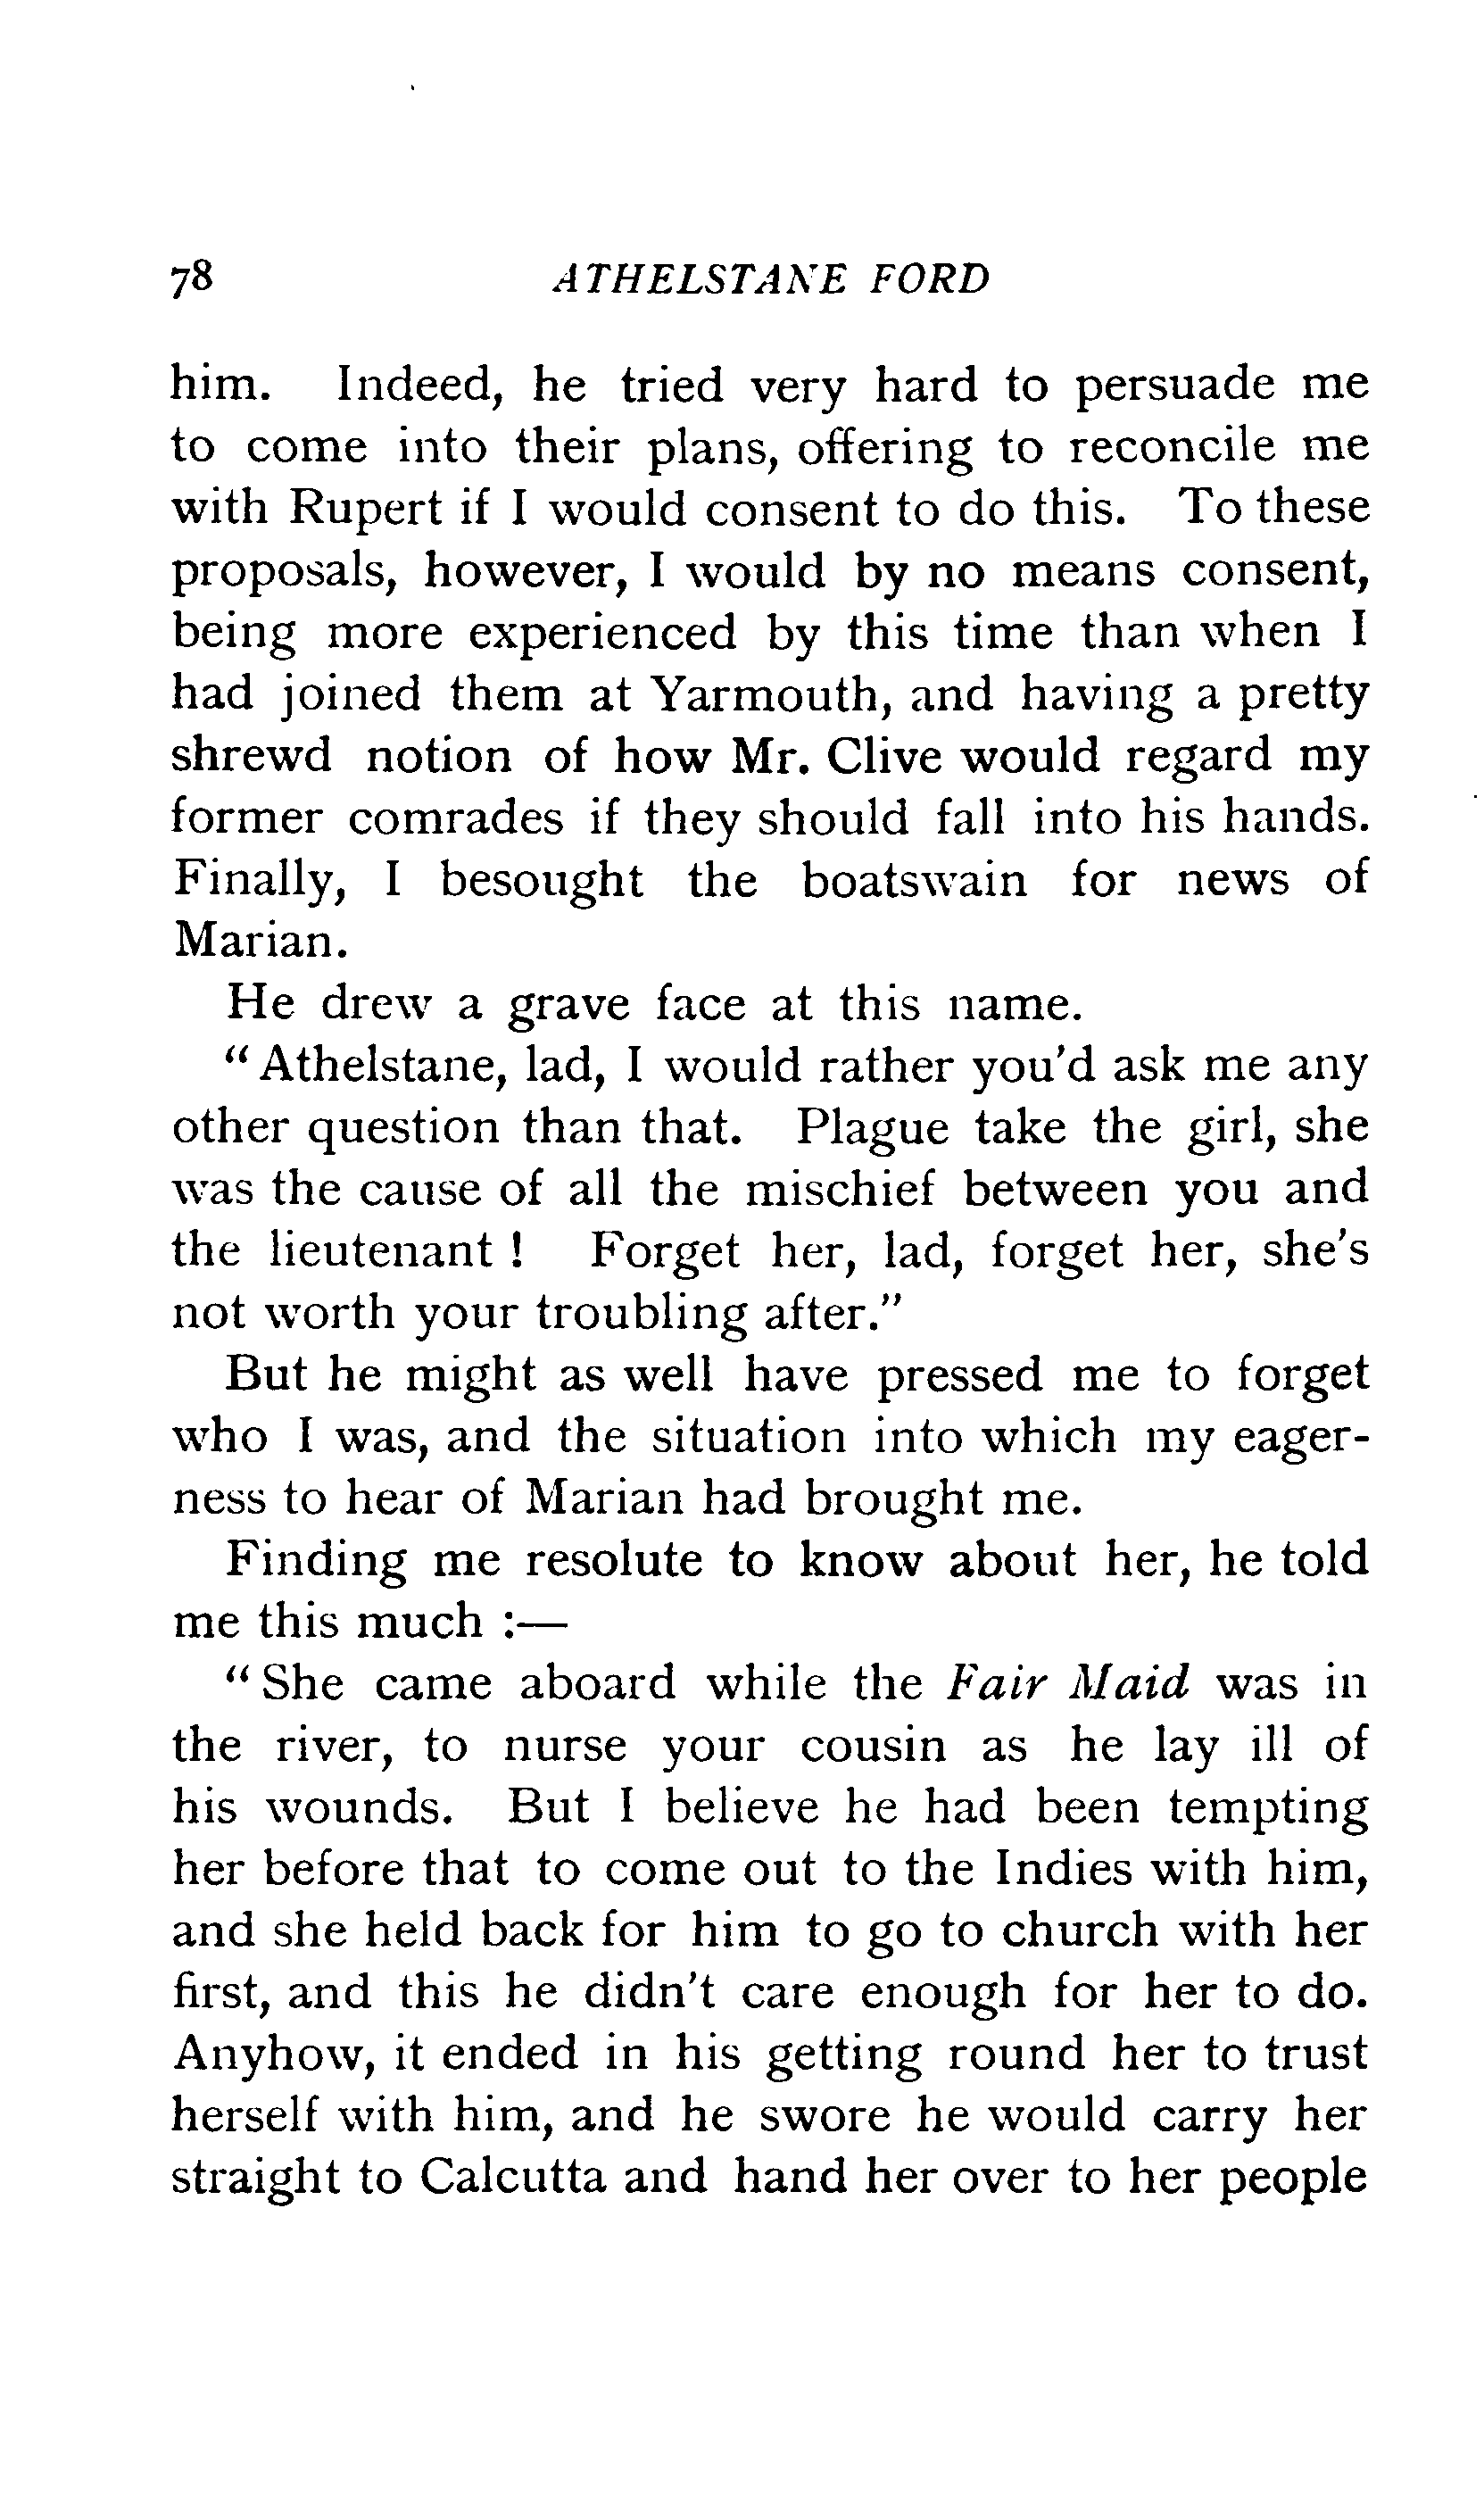 78 ATHELSTANE FORD
him. Indeed, he tried very hard to persuade me
to come into their plans, offering to reconcile me
with Rupert if I would consent to do this. To these
proposals, however, I would by no means consent,
being more experienced by this time than when I
had joined them at Yarmouth, and having a pretty
shrewd notion of how Mr. Clive would regard my
former comrades if they should fall into his hands.
Finally, I besought the boatswain for news of
Marian.
He drew a grave face at this name.
"Athelstane, lad, I would rather you'd ask me any
other question than that. Plague take the girl, she
was the cause of all the mischief between you and
the lieutenant ! Forget her, lad, forget her, she's
not worth your troubling after."
But he might as well have pressed me to forget
who I was, and the situation into which my eager-
ness to hear of Marian had brought me.
Finding me resolute to know about her, he told
me this much :—
"She came aboard while the Fair Maid was in
the river, to nurse your cousin as he lay ill of
his wounds. But I believe he had been tempting
her before that to come out to the Indies with him,
and she held back for him to go to church with her
first, and this he didn't care enough for her to do.
Anyhow, it ended in his getting round her to trust
herself with him, and he swore he would carry her
straight to Calcutta and hand her over to her people